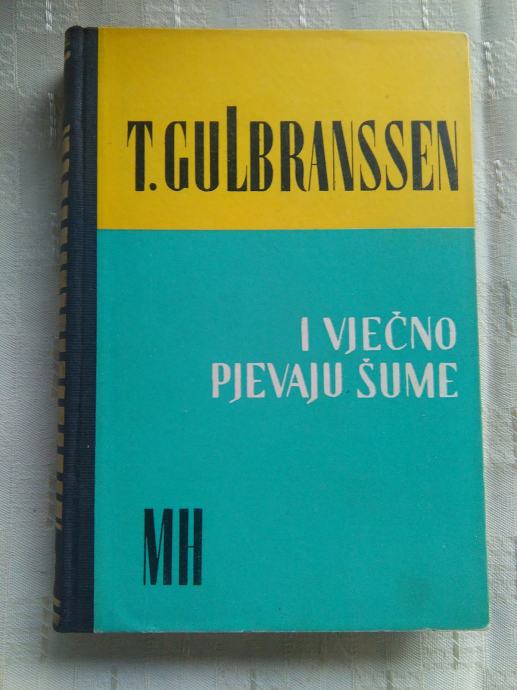 T. GULBRANSSEN
I VJEČNO
PJEVAJU ŠUME
MH